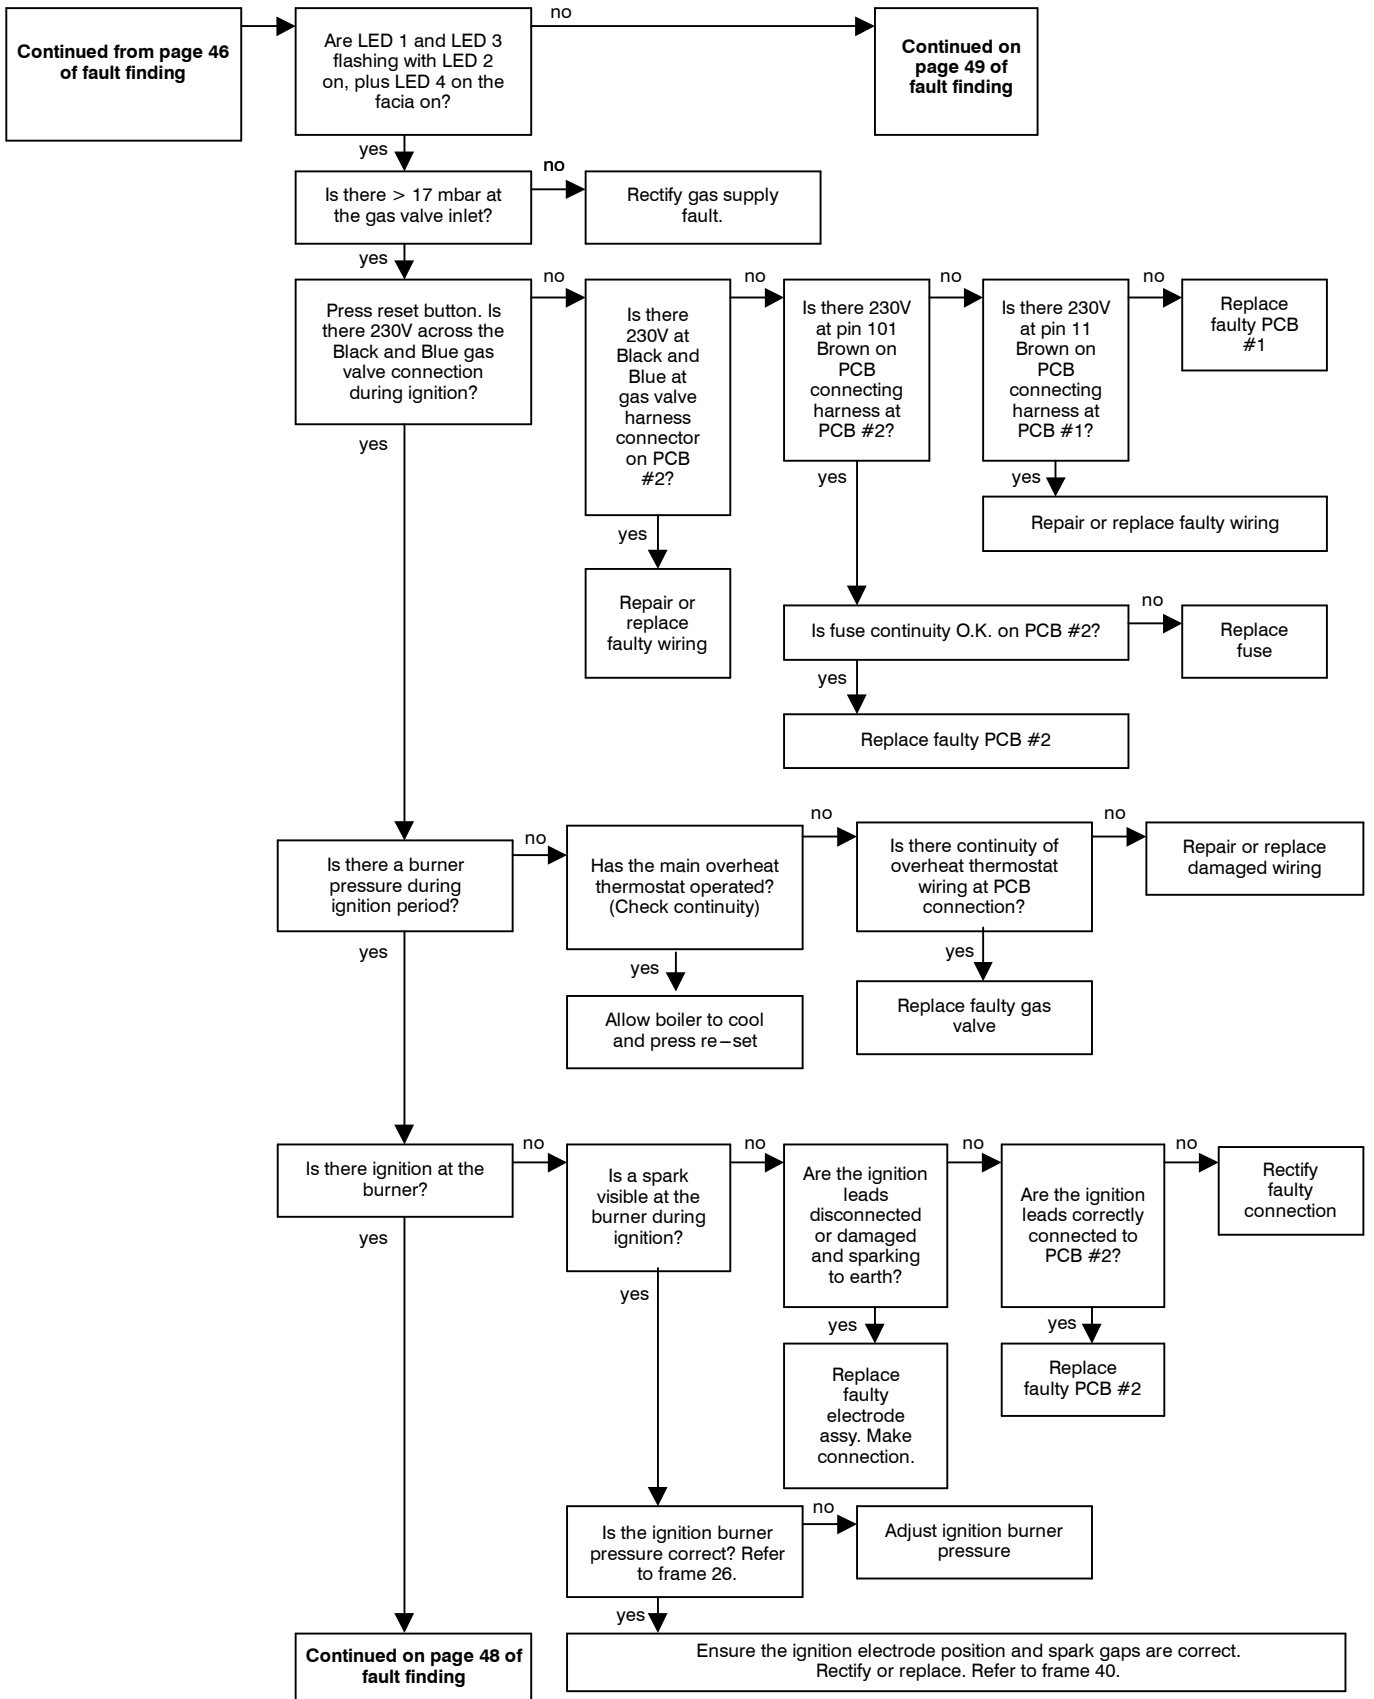 Continued from page 46
of fault finding
Are LED 1 and LED 3
flashing with LED 2
on, plus LED 4 on the
facia on?
no
Continued on
page 49 of
fault finding
yes
Is there > 17 mbar at
the gas valve inlet?
no
Rectify gas supply
fault.
yes
Press reset button. Is
there 230V across the
Black and Blue gas
valve connection
during ignition?
no
Is there
230V at
Black and
Blue at
gas valve
harness
connector
on PCB
#2?
no
Is there 230V
at pin 101
Brown on
PCB
connecting
harness at
PCB #2?
no
Is there 230V
at pin 11
Brown on
PCB
connecting
harness at
PCB #1?
no
Replace
faulty PCB
#1
yes
yes
yes
yes
Repair or replace faulty wiring
Repair or
replace
faulty wiring
Is fuse continuity O.K. on PCB #2?
no
Replace
fuse
yes
Replace faulty PCB #2
Is there a burner
pressure during
ignition period?
no
Has the main overheat
thermostat operated?
(Check continuity)
no
Is there continuity of
overheat thermostat
wiring at PCB
connection?
no
Repair or replace
damaged wiring
yes
yes
yes
Allow boiler to cool
and press re-set
Replace faulty gas
valve
Is there ignition at the
burner?
no
Is a spark
visible at the
burner during
ignition?
no
Are the ignition
leads
disconnected
or damaged
and sparking
to earth?
no
Are the ignition
leads correctly
connected to
PCB #2?
no
Rectify
faulty
connection
yes
yes
yes
yes
Replace
faulty
electrode
assy. Make
connection.
Replace
faulty PCB #2
Is the ignition burner
pressure correct? Refer
to frame 26.
no
Adjust ignition burner
pressure
yes
Continued on page 48 of
fault finding
Ensure the ignition electrode position and spark gaps are correct.
Rectify or replace. Refer to frame 40.